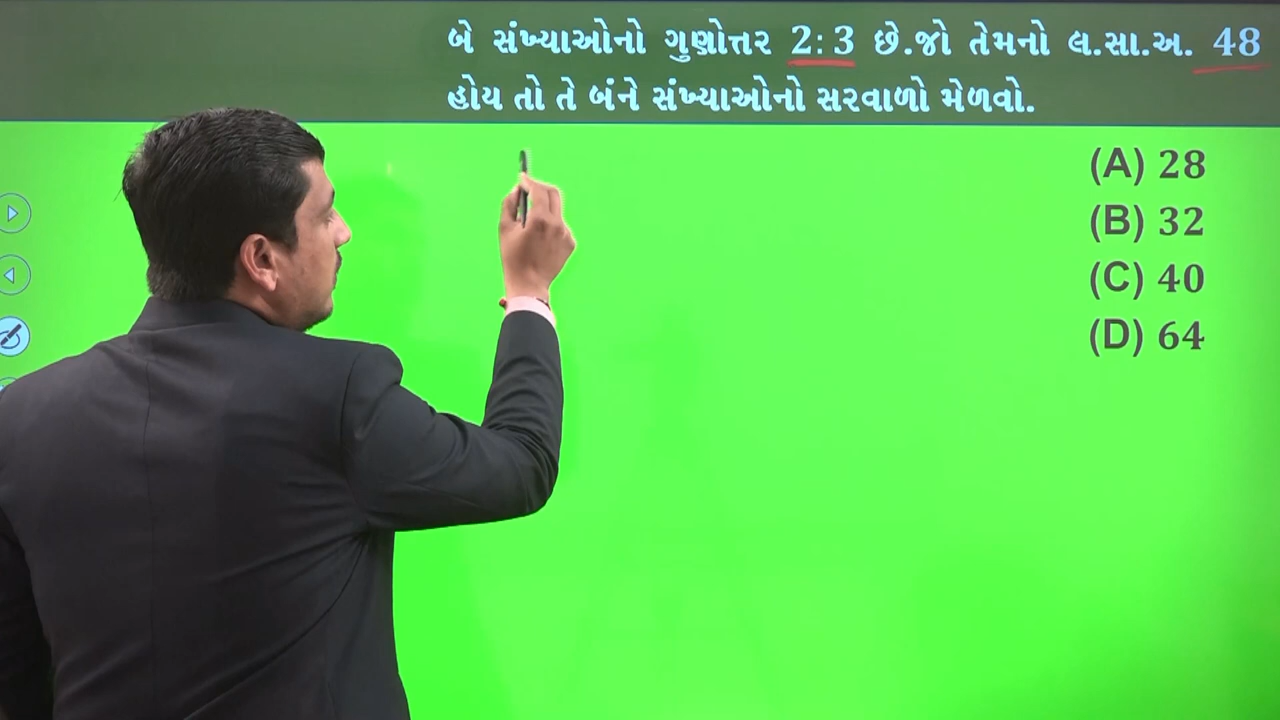 બે સંખ્યાઓનો ગુણોત્તર 2:3 છે.જો તેમનો લ.સા.અ. 48
હોય તો તે બંને સંખ્યાઓનો સરવાળો મેળવો.
(A) 28
(B) 32
(C) 40
(D) 64